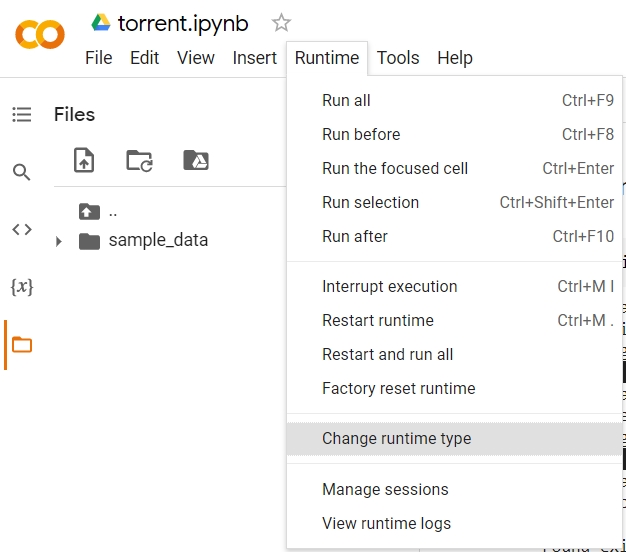 torrent.ipynb
File Edit View Insert Runtime Tools Help
Files
..
sample_data
{x}
Run all Ctrl+F9
Run before Ctrl+F8
Run the focused cell Ctrl+Enter
Run selection Ctrl+Shift+Enter
Run after Ctrl+F10
Interrupt execution Ctrl+M I
Restart runtime Ctrl+M .
Restart and run all
Factory reset runtime
Change runtime type
Manage sessions
View runtime logs